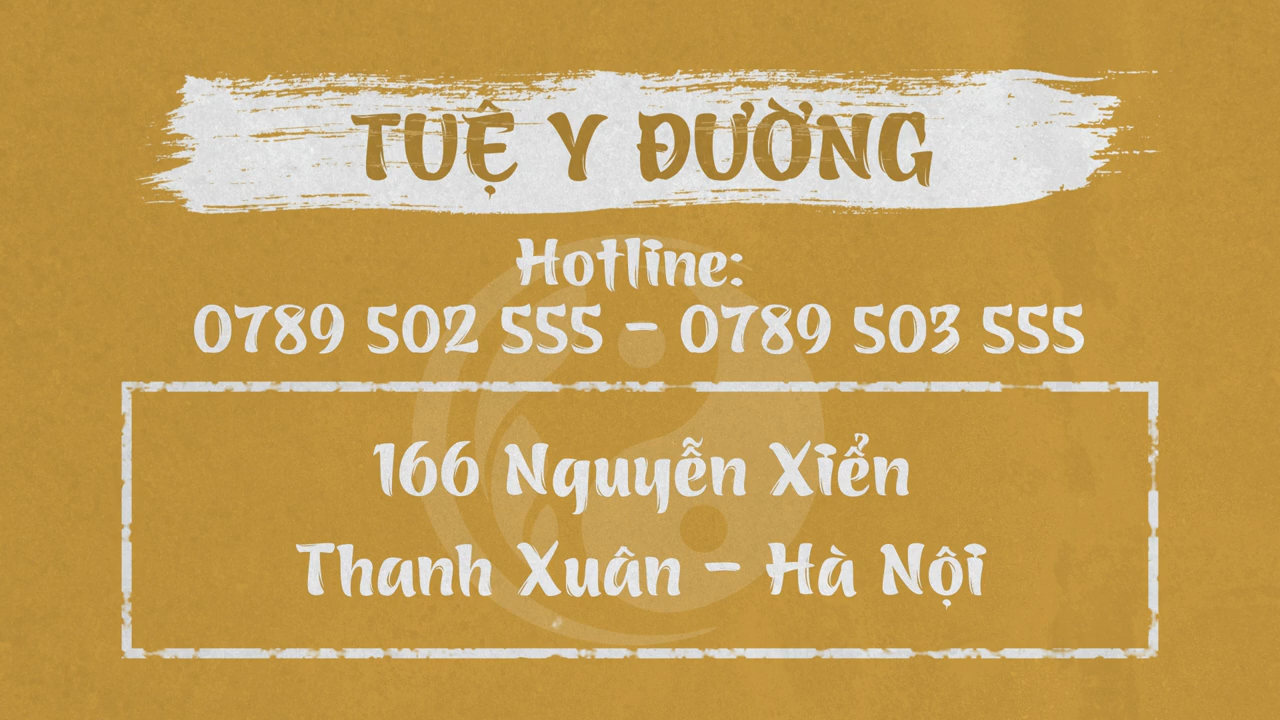 TUỆ Y ĐƯỜNG
Hotline:
0789 502 555 - 0789 503 555
166 Nguyễn Xiển
Thanh Xuân - Hà Nội